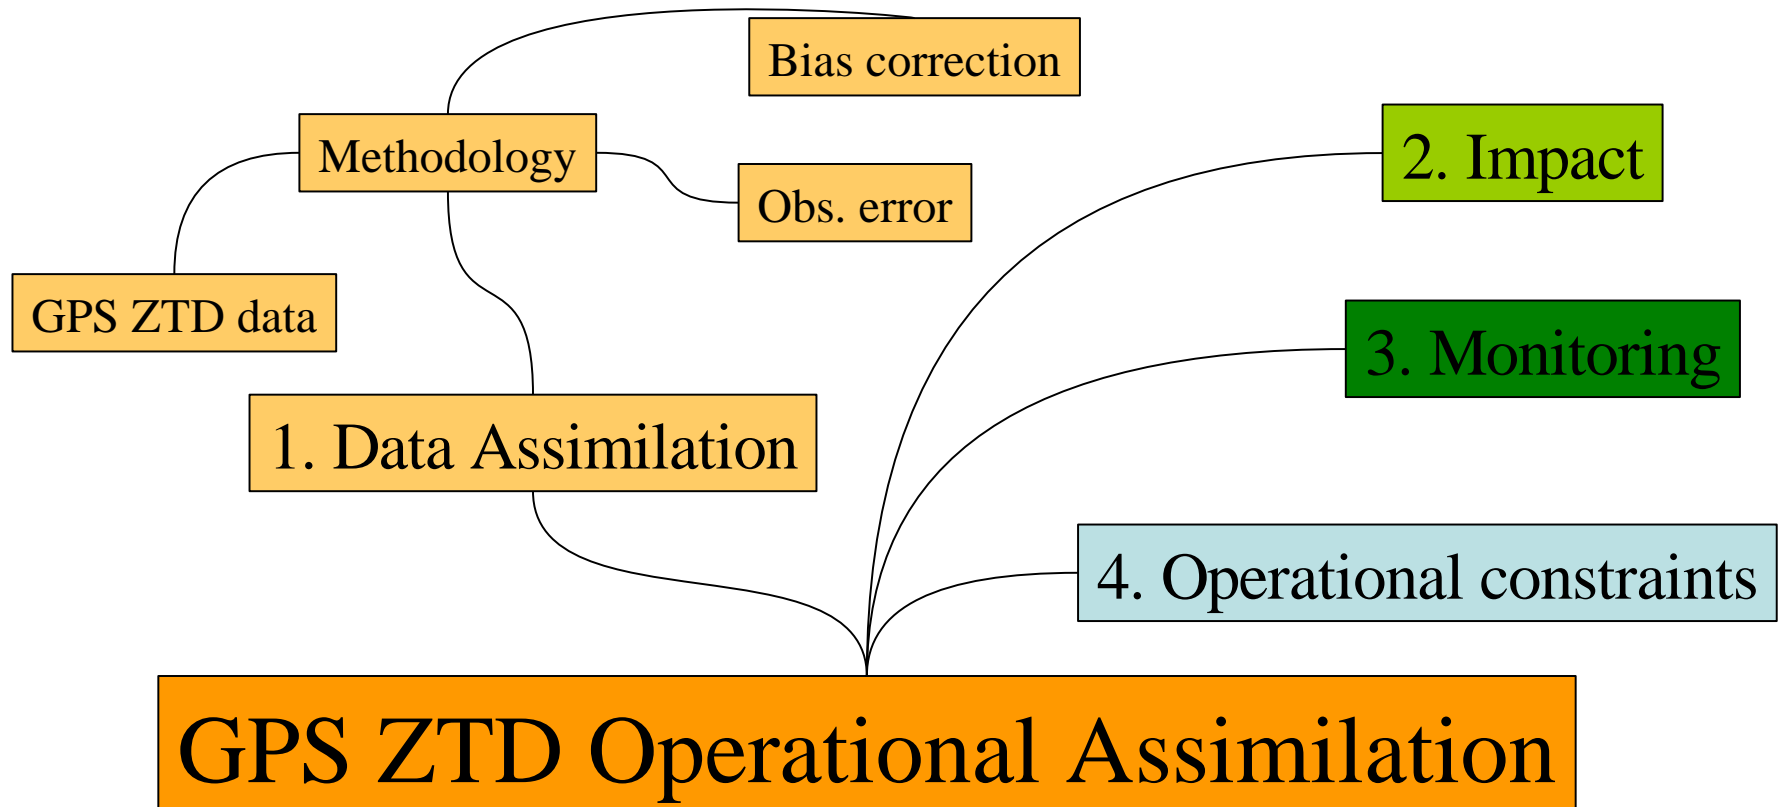 Bias correction
Methodology
2. Impact
Obs. error
GPS ZTD data
3. Monitoring
1. Data Assimilation
4. Operational constraints
GPS ZTD Operational Assimilation